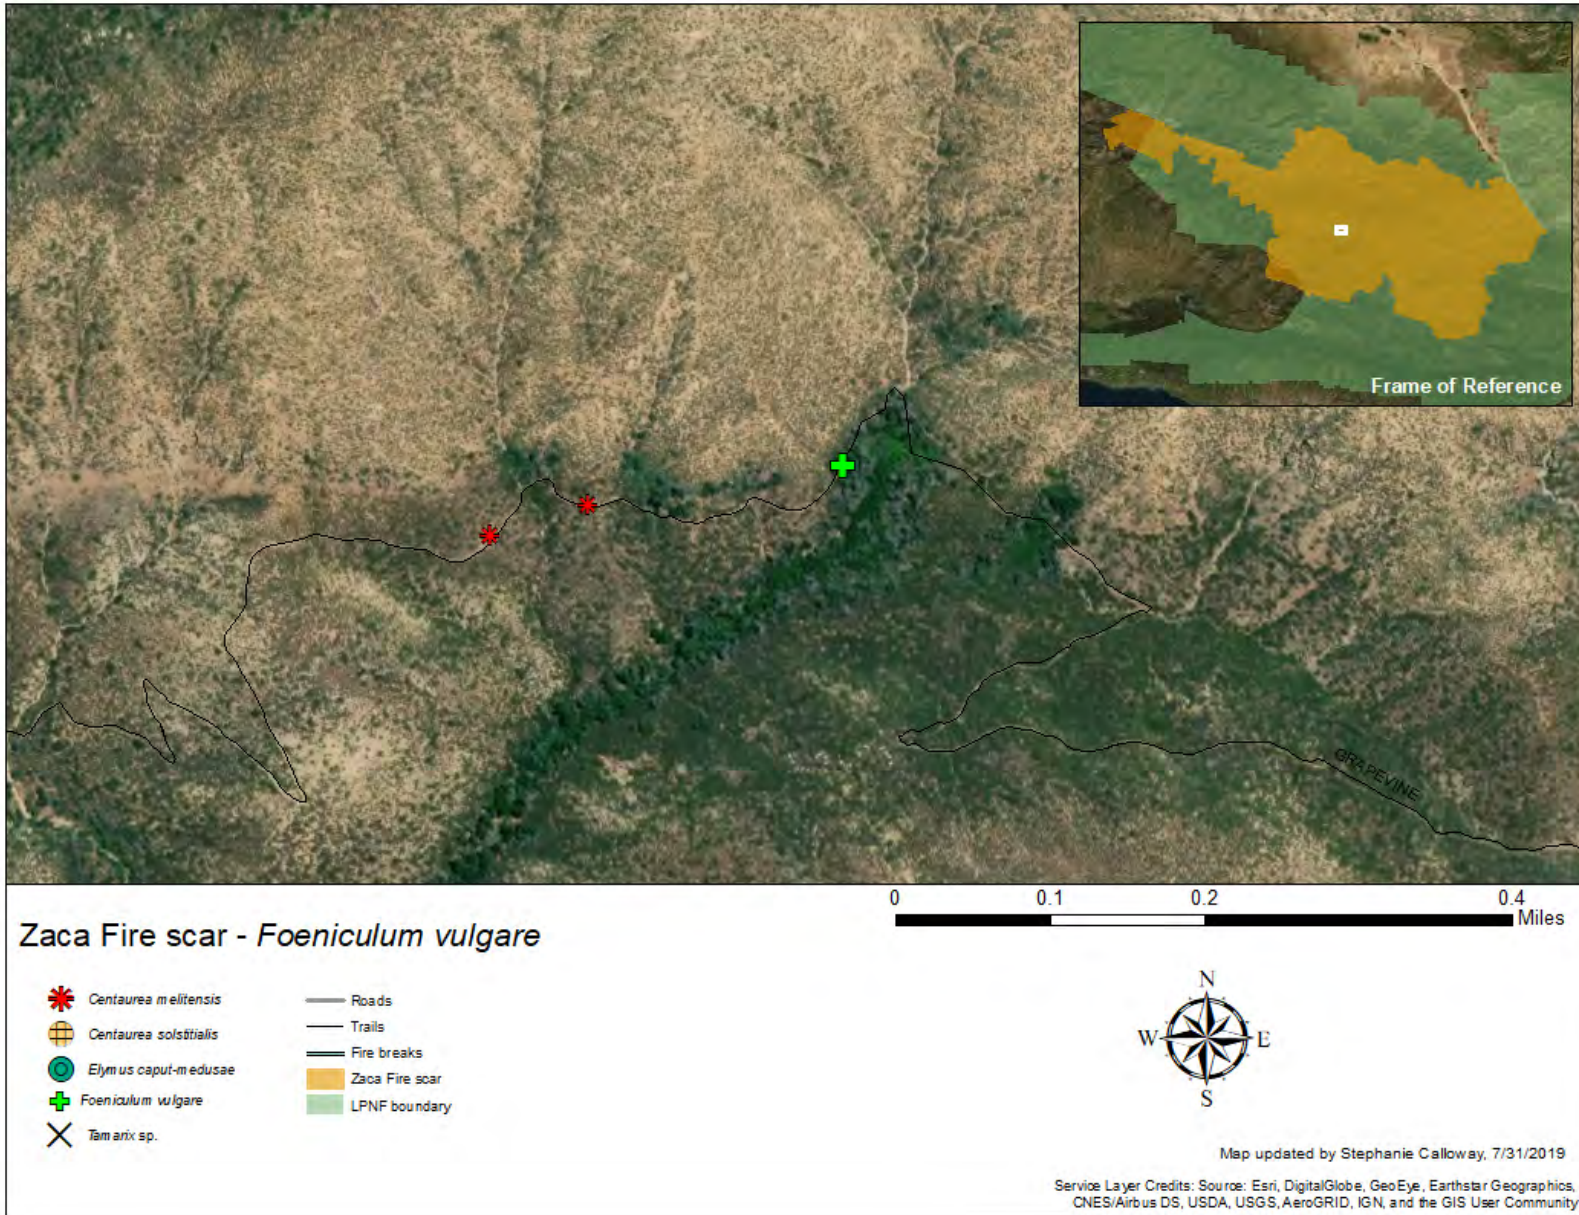 Frame of Reference
GRAPEVINE
Zaca Fire scar - Foeniculum vulgare
Centaurea melitensis
Centaurea solstitialis
Elymus caput-medusae
Foeniculum vulgare
Tamarix sp.
Roads
Trails
Fire breaks
Zaca Fire scar
LPNF boundary
0 0.1 0.2 0.4
Miles
N
W E
S
Map updated by Stephanie Calloway, 7/31/2019
Service Layer Credits: Source: Esri, DigitalGlobe, GeoEye, Earthstar Geographics,
CNES/Airbus DS, USDA, USGS, AeroGRID, IGN, and the GIS User Community